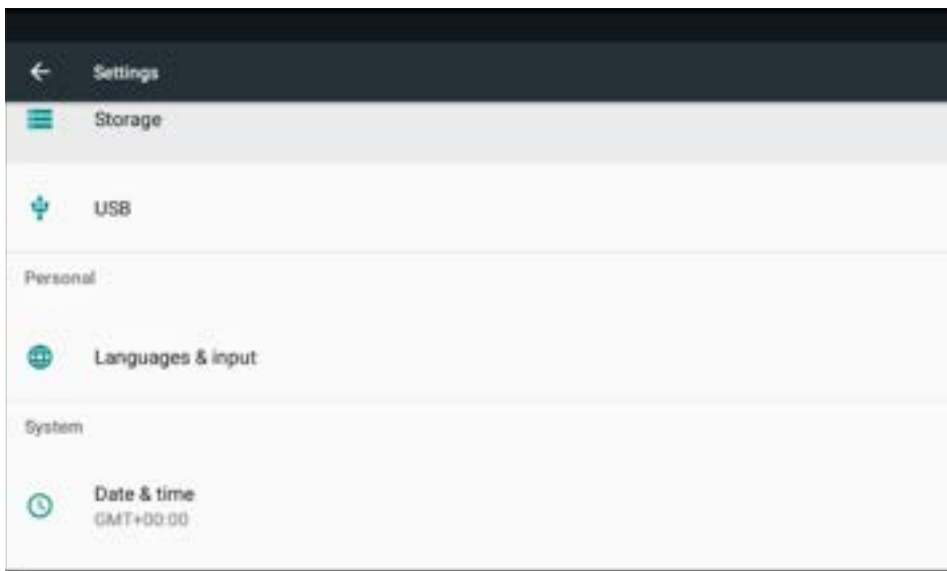 Settings
Storage
USB
Personal
Languages & input
System
Date & time
GMT+00:00